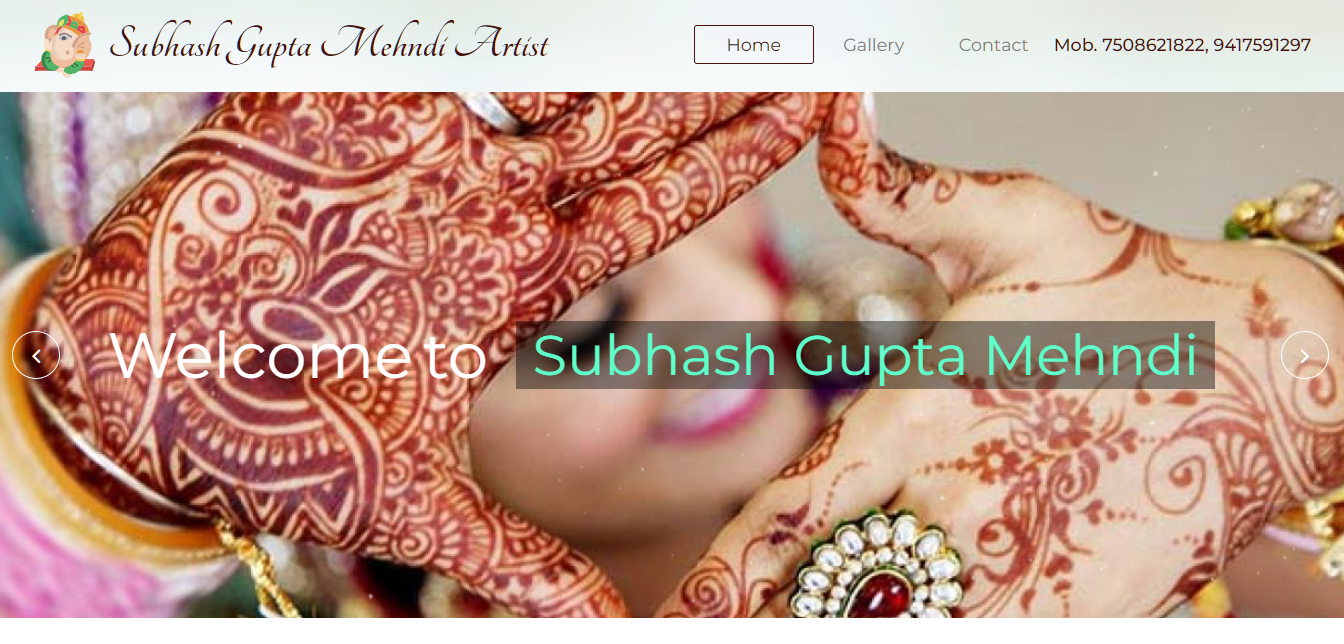 Subhash Gupta Mehndi Artist
Home Gallery Contact Mob. 7508621822, 9417591297
Welcome to Subhash Gupta Mehndi